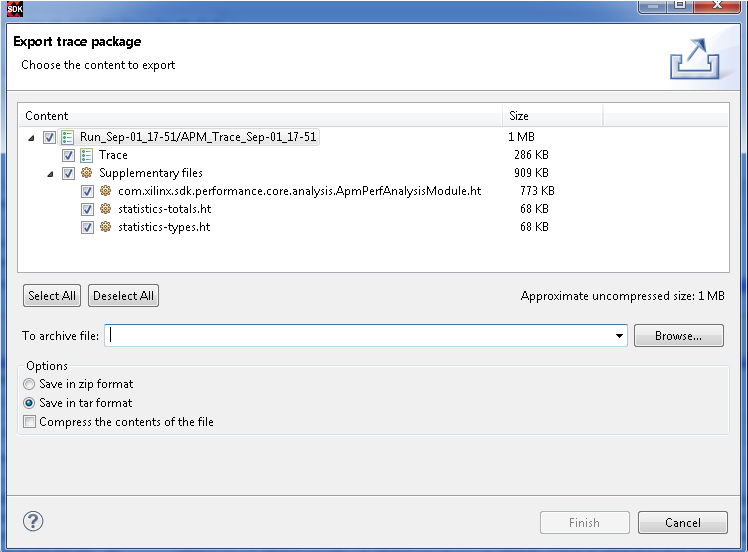 SDK
Export trace package
Choose the content to export
Content Size
Run_Sep-01_17-51/APM_Trace_Sep-01_17-51 1 MB
Trace 286 KB
Supplementary files 909 KB
com.xilinx.sdk.performance.core.analysis.ApmPerfAnalysisModule.ht 773 KB
statistics-totals.ht 68 KB
statistics-types.ht 68 KB
Select All Deselect All Approximate uncompressed size: 1 MB
To archive file: Browse...
Options
Save in zip format
Save in tar format
Compress the contents of the file
? Finish Cancel